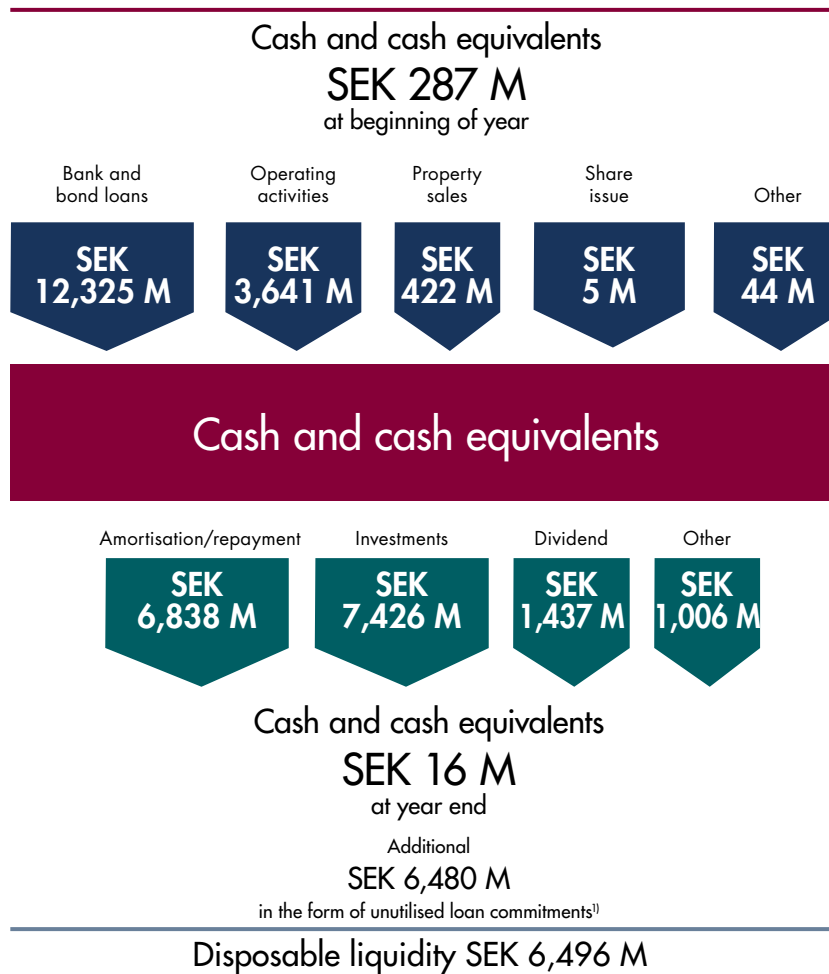 Cash and cash equivalents
SEK 287 M
at beginning of year
Bank and
bond loans
SEK
12,325 M
Operating
activities
SEK
3,641 M
Property
sales
SEK
422 M
Share
issue
SEK
5 M
Other
SEK
44 M
Cash and cash equivalents
Amortisation/repayment
SEK
6,838 M
Investments
SEK
7,426 M
Dividend
SEK
1,437 M
Other
SEK
1,006 M
Cash and cash equivalents
SEK 16 M
at year end
Additional
SEK 6,480 M
in the form of unutilised loan commitments¹⁾
Disposable liquidity SEK 6,496 M